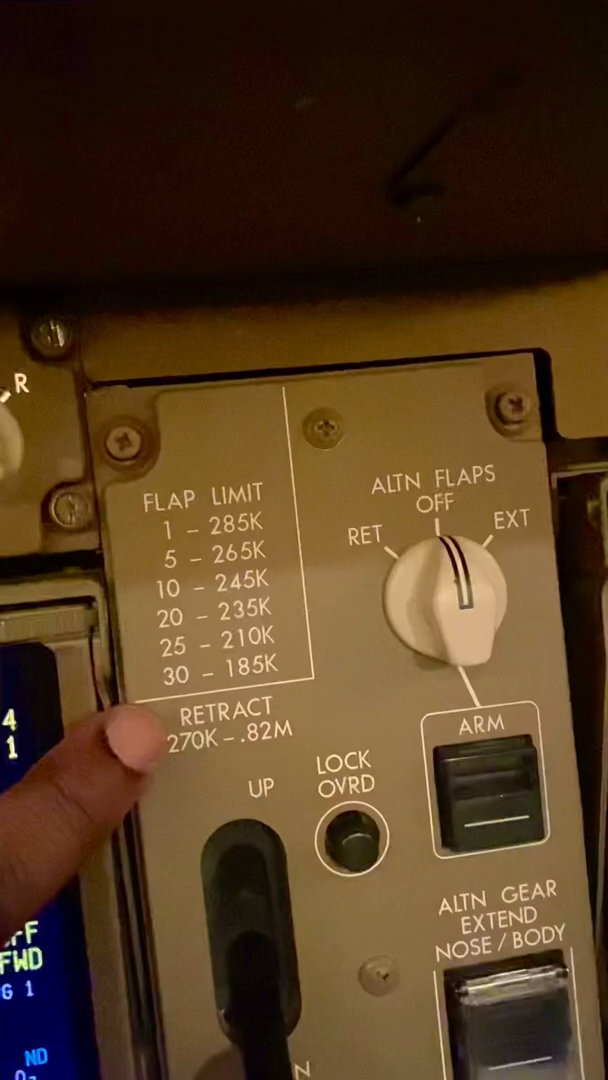 R
FLAP LIMIT
1 – 285K
5 – 265K
10 – 245K
20 – 235K
25 – 210K
30 – 185K
RETRACT
270K – .82M
UP
LOCK
OVRD
ALTN FLAPS
OFF
RET
EXT
ARM
ALTN GEAR
EXTEND
NOSE / BODY
4
1
FWD
G 1
ND
N